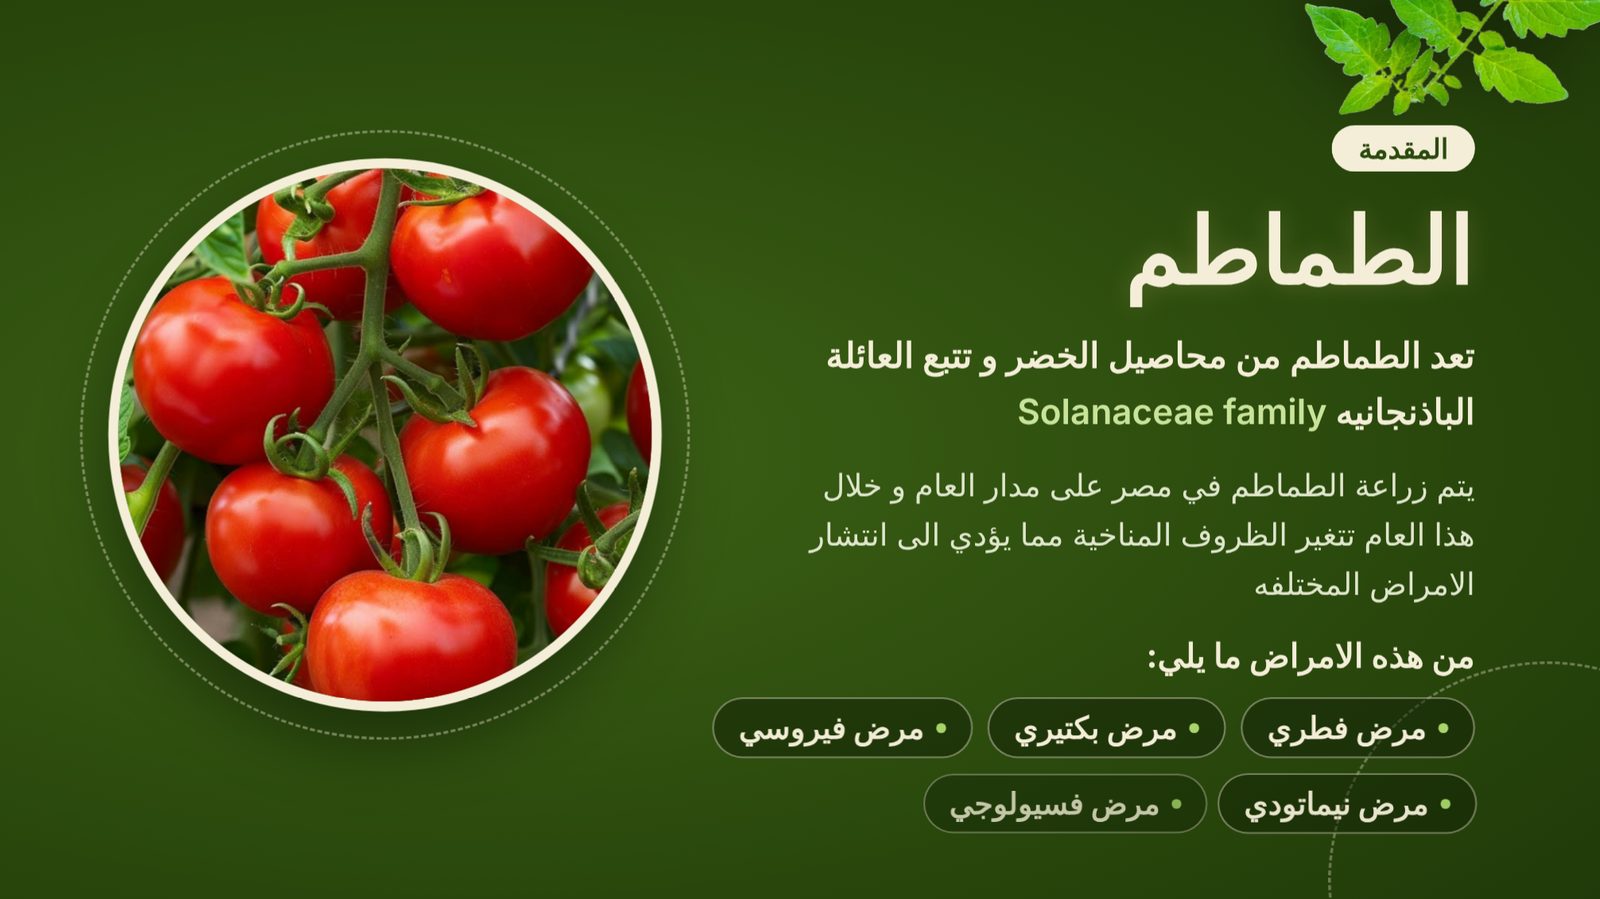 المقدمة
الطماطم
تعد الطماطم من محاصيل الخضر و تتبع العائلة
الباذنجانيه Solanaceae family
يتم زراعة الطماطم في مصر على مدار العام و خلال
هذا العام تتغير الظروف المناخية مما يؤدي الى انتشار
الامراض المختلفه
من هذه الامراض ما يلي:
• مرض فطري • مرض بكتيري • مرض فيروسي
• مرض نيماتودي • مرض فسيولوجي